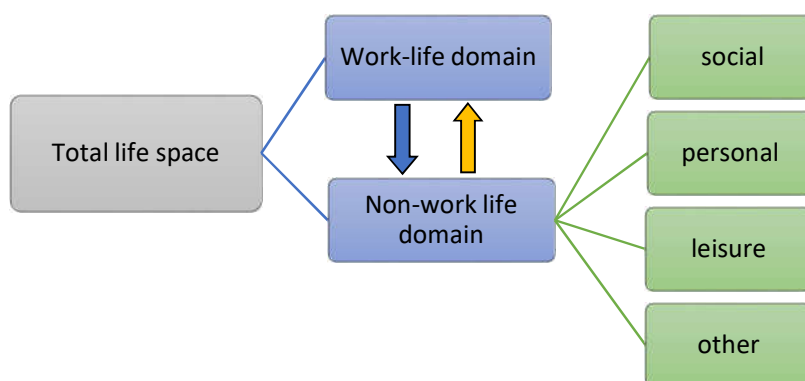 Total life space
Work-life domain
Non-work life
domain
social
personal
leisure
other